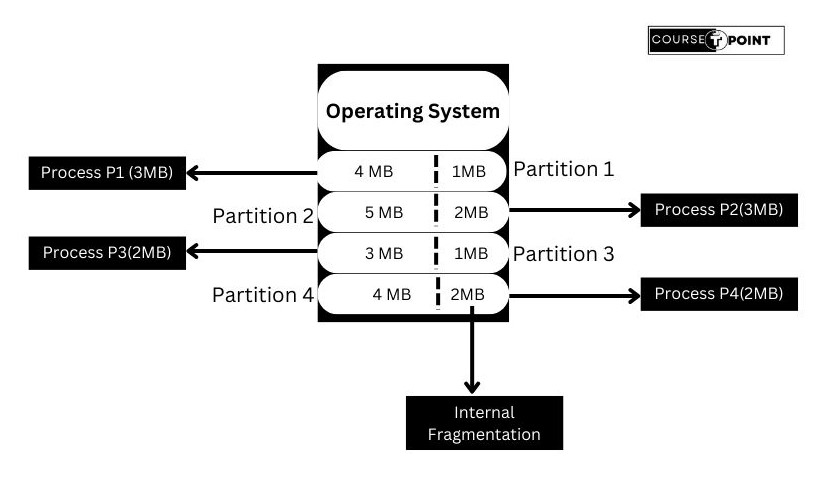 COURSE T POINT
Operating System
Process P1 (3MB)
4 MB
1MB
Partition 1
Partition 2
5 MB
2MB
Process P2(3MB)
Process P3(2MB)
3 MB
1MB
Partition 3
Partition 4
4 MB
2MB
Process P4(2MB)
Internal
Fragmentation